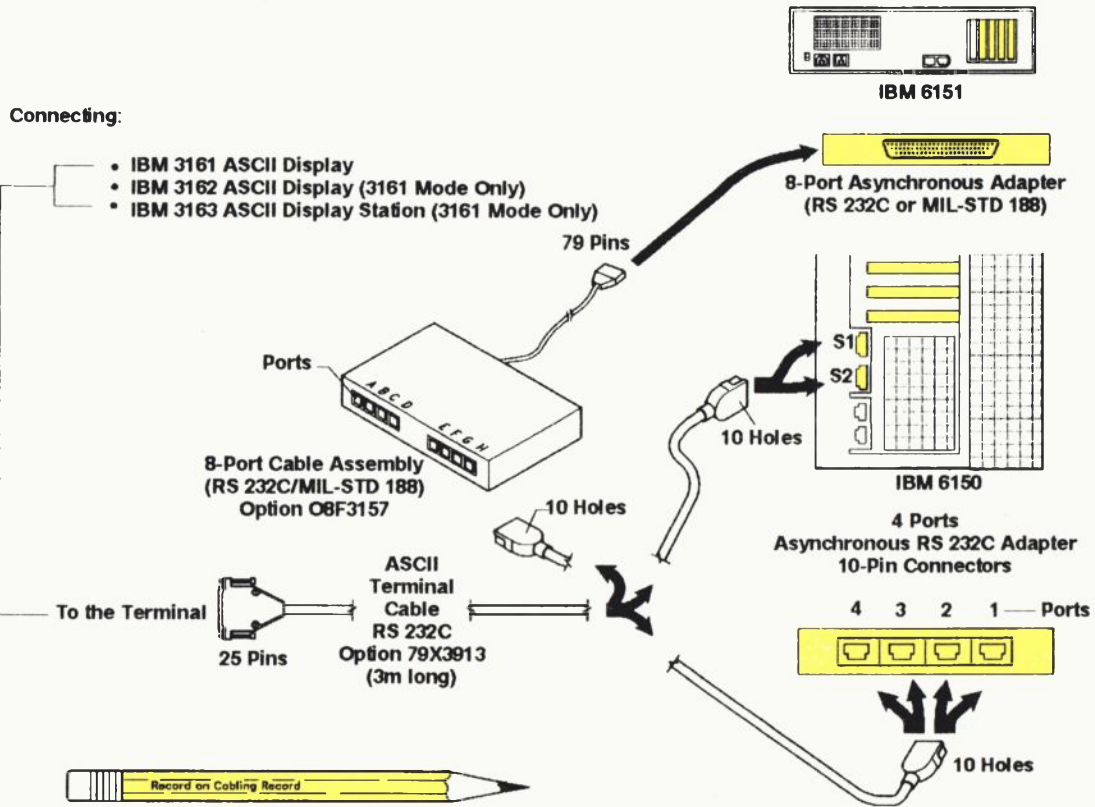 IBM 6151
Connecting:
• IBM 3161 ASCII Display
• IBM 3162 ASCII Display (3161 Mode Only)
• IBM 3163 ASCII Display Station (3161 Mode Only)
8-Port Asynchronous Adapter
(RS 232C or MIL-STD 188)
79 Pins
Ports
A B C D
E F G H
8-Port Cable Assembly
(RS 232C/MIL-STD 188)
Option O8F3157
S1
S2
10 Holes
IBM 6150
10 Holes
4 Ports
Asynchronous RS 232C Adapter
10-Pin Connectors
To the Terminal
25 Pins
ASCII
Terminal
Cable
RS 232C
Option 79X3913
(3m long)
4 3 2 1 Ports
10 Holes
Record on Cabling Record